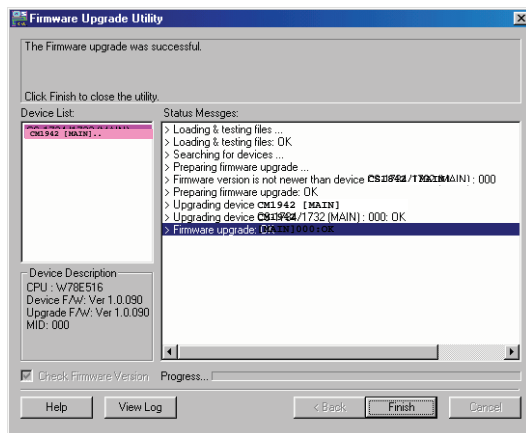 Firmware Upgrade Utility
The Firmware upgrade was successful.
Click Finish to close the utility.
Device List:
Status Messges:
CM1942 [MAIN]..
> Loading & testing files ...
> Loading & testing files: OK
> Searching for devices ...
> Preparing firmware upgrade ...
> Firmware version is not newer than device : 000
> Preparing firmware upgrade: OK
> Upgrading device CM1942 [MAIN]
> Upgrading device /1732 (MAIN) : 000: OK
> Firmware upgrade:
Device Description
CPU : W78E516
Device F/W: Ver 1.0.090
Upgrade F/W: Ver 1.0.090
MID: 000
Check Firmware Version
Progress...
Help
View Log
< Back
Finish
Cancel